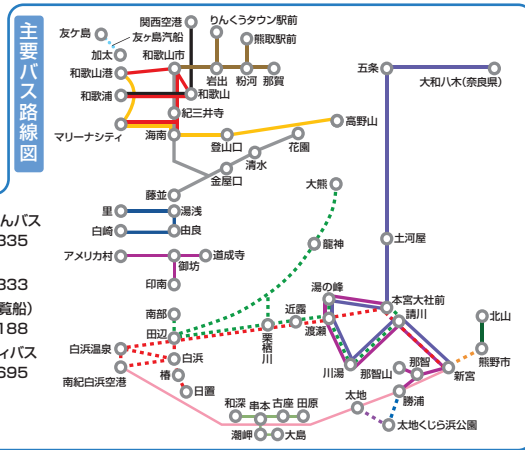 主要バス路線図
友ケ島
友ヶ島汽船
加太
関西空港
りんくうタウン駅前
熊取駅前
和歌山市
和歌山港
岩出
粉河
那賀
和歌浦
和歌山
紀三井寺
マリーナシティ
海南
登山口
高野山
花園
清水
金屋口
藤並
五条
大和八木(奈良県)
土河屋
里
湯浅
白崎
由良
アメリカ村
御坊
道成寺
印南
大熊
龍神
南部
田辺
栗栖川
近露
湯の峰
渡瀬
本宮大社前
請川
北山
白浜温泉
白浜
南紀白浜空港
椿
日置
川湯
那智山
那智
新宮
熊野市
勝浦
太地
太地くじら浜公園
和深
串本
古座
田原
潮岬
大島
んバス
335
333
覧船)
188
ィバス
695